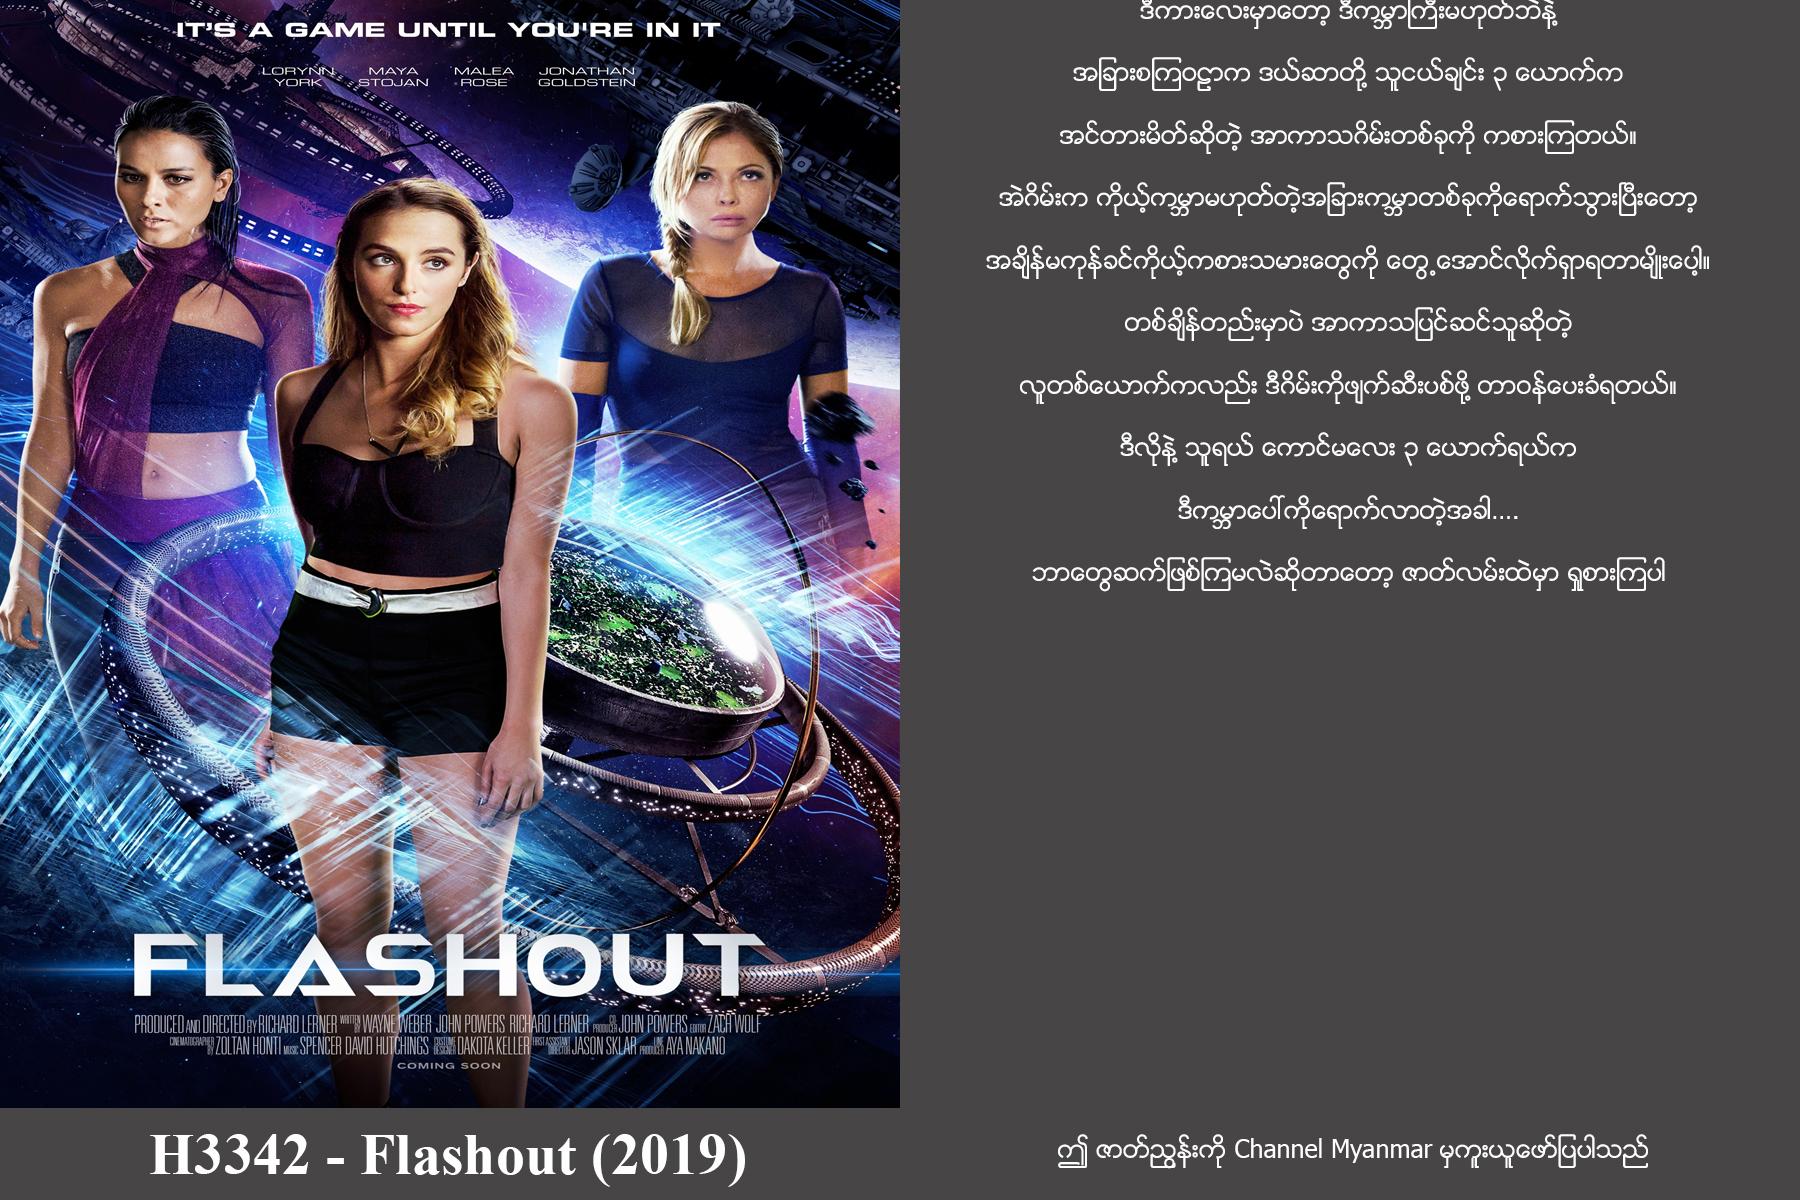 IT'S A GAME UNTIL YOU'RE IN IT
LORYNN YORK
MAYA STOJAN
MALEA ROSE
JONATHAN GOLDSTEIN
FLASHOUT
PRODUCED AND DIRECTED BY RICHARD LERNER WRITTEN BY WAYNE WEBER JOHN POWERS RICHARD LERNER CO PRODUCER JOHN POWERS EDITOR ZACH WOLF
CINEMATOGRAPHER BY ZOLTAN HONTI MUSIC SPENCER DAVID HUTCHINGS COSTUME DESIGNER DAKOTA KELLER FIRST ASSISTANT DIRECTOR JASON SKLAR LINE PRODUCER AYA NAKANO
COMING SOON
H3342 - Flashout (2019)
ဒီကားလေးမှာတော့ ဒီကမ္ဘာကြီးမဟုတ်ဘဲနဲ့
အခြားစကြဝဠာက ဒယ်ဆာတို့ သူငယ်ချင်း ၃ ယောက်က
အင်တားမိတ်ဆိုတဲ့ အာကာသဂိမ်းတစ်ခုကို ကစားကြတယ်။
အဲဂိမ်းက ကိုယ့်ကမ္ဘာမဟုတ်တဲ့အခြားကမ္ဘာတစ်ခုကိုရောက်သွားပြီးတော့
အချိန်မကုန်ခင်ကိုယ့်ကစားသမားတွေကို တွေ့အောင်လိုက်ရှာရတာမျိုးပေါ့။
တစ်ချိန်တည်းမှာပဲ အာကာသပြင်ဆင်သူဆိုတဲ့
လူတစ်ယောက်ကလည်း ဒီဂိမ်းကိုဖျက်ဆီးပစ်ဖို့ တာဝန်ပေးခံရတယ်။
ဒီလိုနဲ့ သူရယ် ကောင်မလေး ၃ ယောက်ရယ်က
ဒီကမ္ဘာပေါ်ကိုရောက်လာတဲ့အခါ....
ဘာတွေဆက်ဖြစ်ကြမလဲဆိုတာတော့ ဇာတ်လမ်းထဲမှာ ရှုစားကြပါ
ဤ ဇာတ်ညွှန်းကို Channel Myanmar မှကူးယူဖော်ပြပါသည်